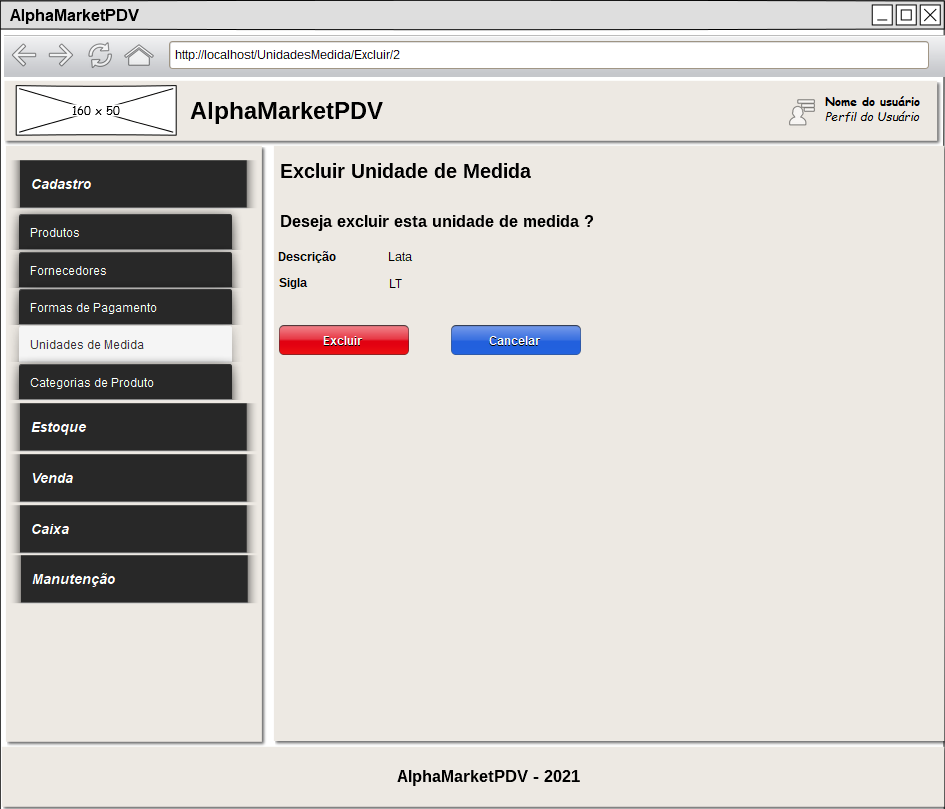 AlphaMarketPDV
http://localhost/UnidadesMedida/Excluir/2
160 x 50
AlphaMarketPDV
Nome do usuário
Perfil do Usuário
Cadastro
Produtos
Fornecedores
Formas de Pagamento
Unidades de Medida
Categorias de Produto
Estoque
Venda
Caixa
Manutenção
Excluir Unidade de Medida
Deseja excluir esta unidade de medida ?
Descrição Lata
Sigla LT
Excluir Cancelar
AlphaMarketPDV - 2021